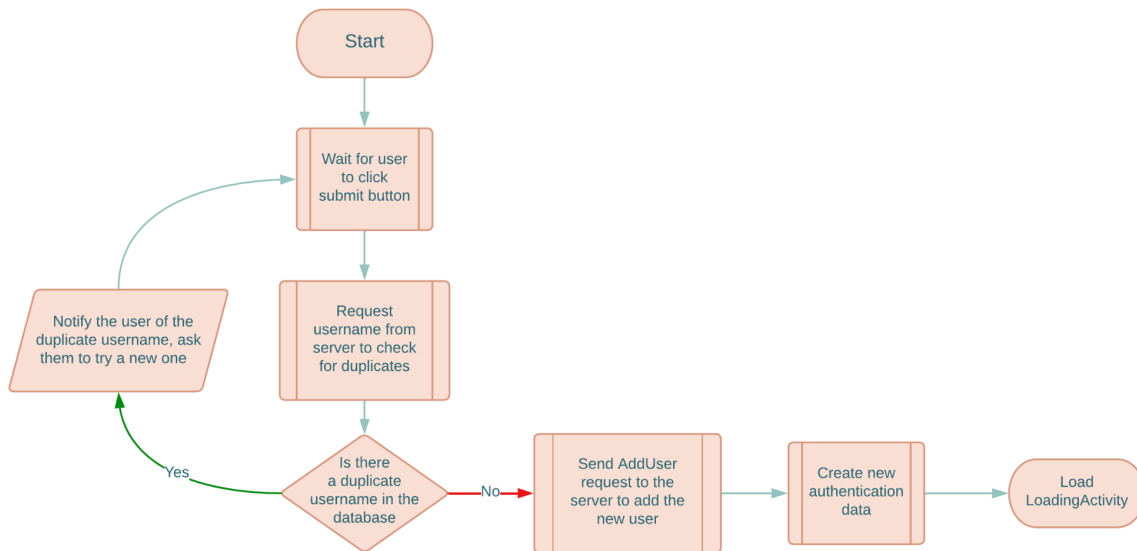 Start
Wait for user
to click
submit button
Request
username from
server to check
for duplicates
Notify the user of the
duplicate username, ask
them to try a new one
Yes
Is there
a duplicate
username in the
database
No
Send AddUser
request to the
server to add the
new user
Create new
authentication
data
Load
LoadingActivity